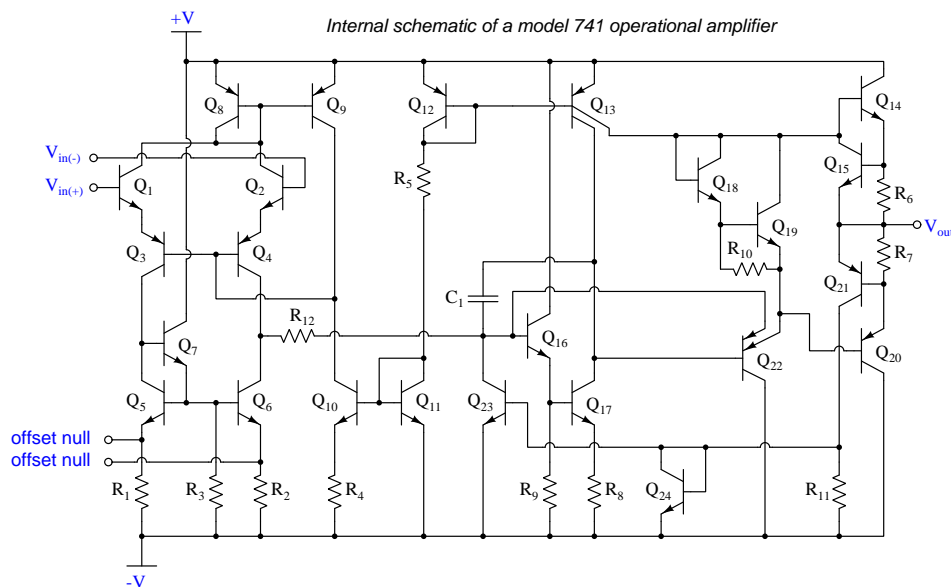 Internal schematic of a model 741 operational amplifier
+V
Q8
Q9
Q12
Q13
Q14
Vin(-)
Vin(+)
Q1
Q2
R5
Q18
Q15
R6
Q19
Vout
Q3
Q4
R10
R7
C1
Q21
R12
Q7
Q16
Q22
Q20
Q5
Q6
Q10
Q11
Q23
Q17
offset null
offset null
R1
R3
R2
R4
R9
R8
Q24
R11
-V